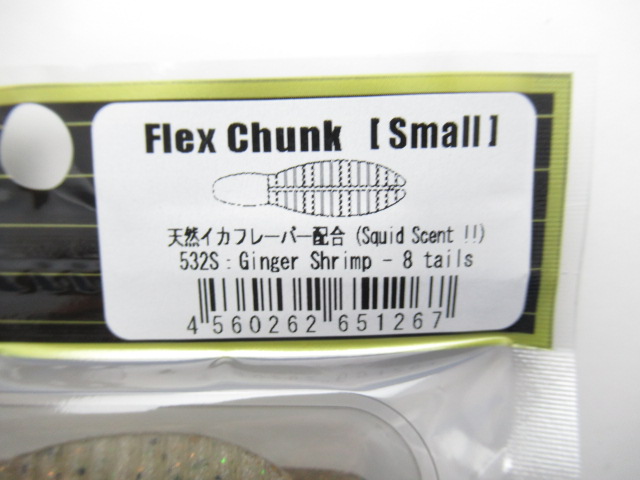 Flex Chunk [Small]
天然イカフレーバー配合 (Squid Scent !!)
532S : Ginger Shrimp - 8 tails
4 560262 651267